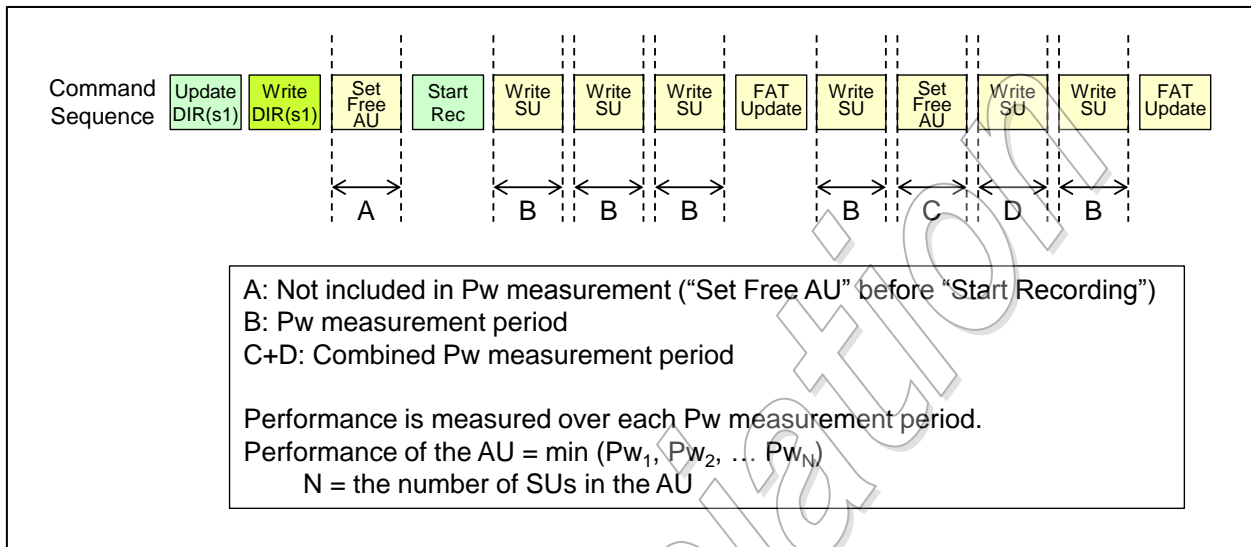 Command Sequence
Update DIR(s1)
Write DIR(s1)
Set Free AU
Start Rec
Write SU
Write SU
Write SU
FAT Update
Write SU
Set Free AU
Write SU
Write SU
FAT Update
A
B
B
B
B
C
D
B
A: Not included in Pw measurement (“Set Free AU” before “Start Recording”)
B: Pw measurement period
C+D: Combined Pw measurement period
Performance is measured over each Pw measurement period.
Performance of the AU = min (Pw1, Pw2, … PwN)
N = the number of SUs in the AU